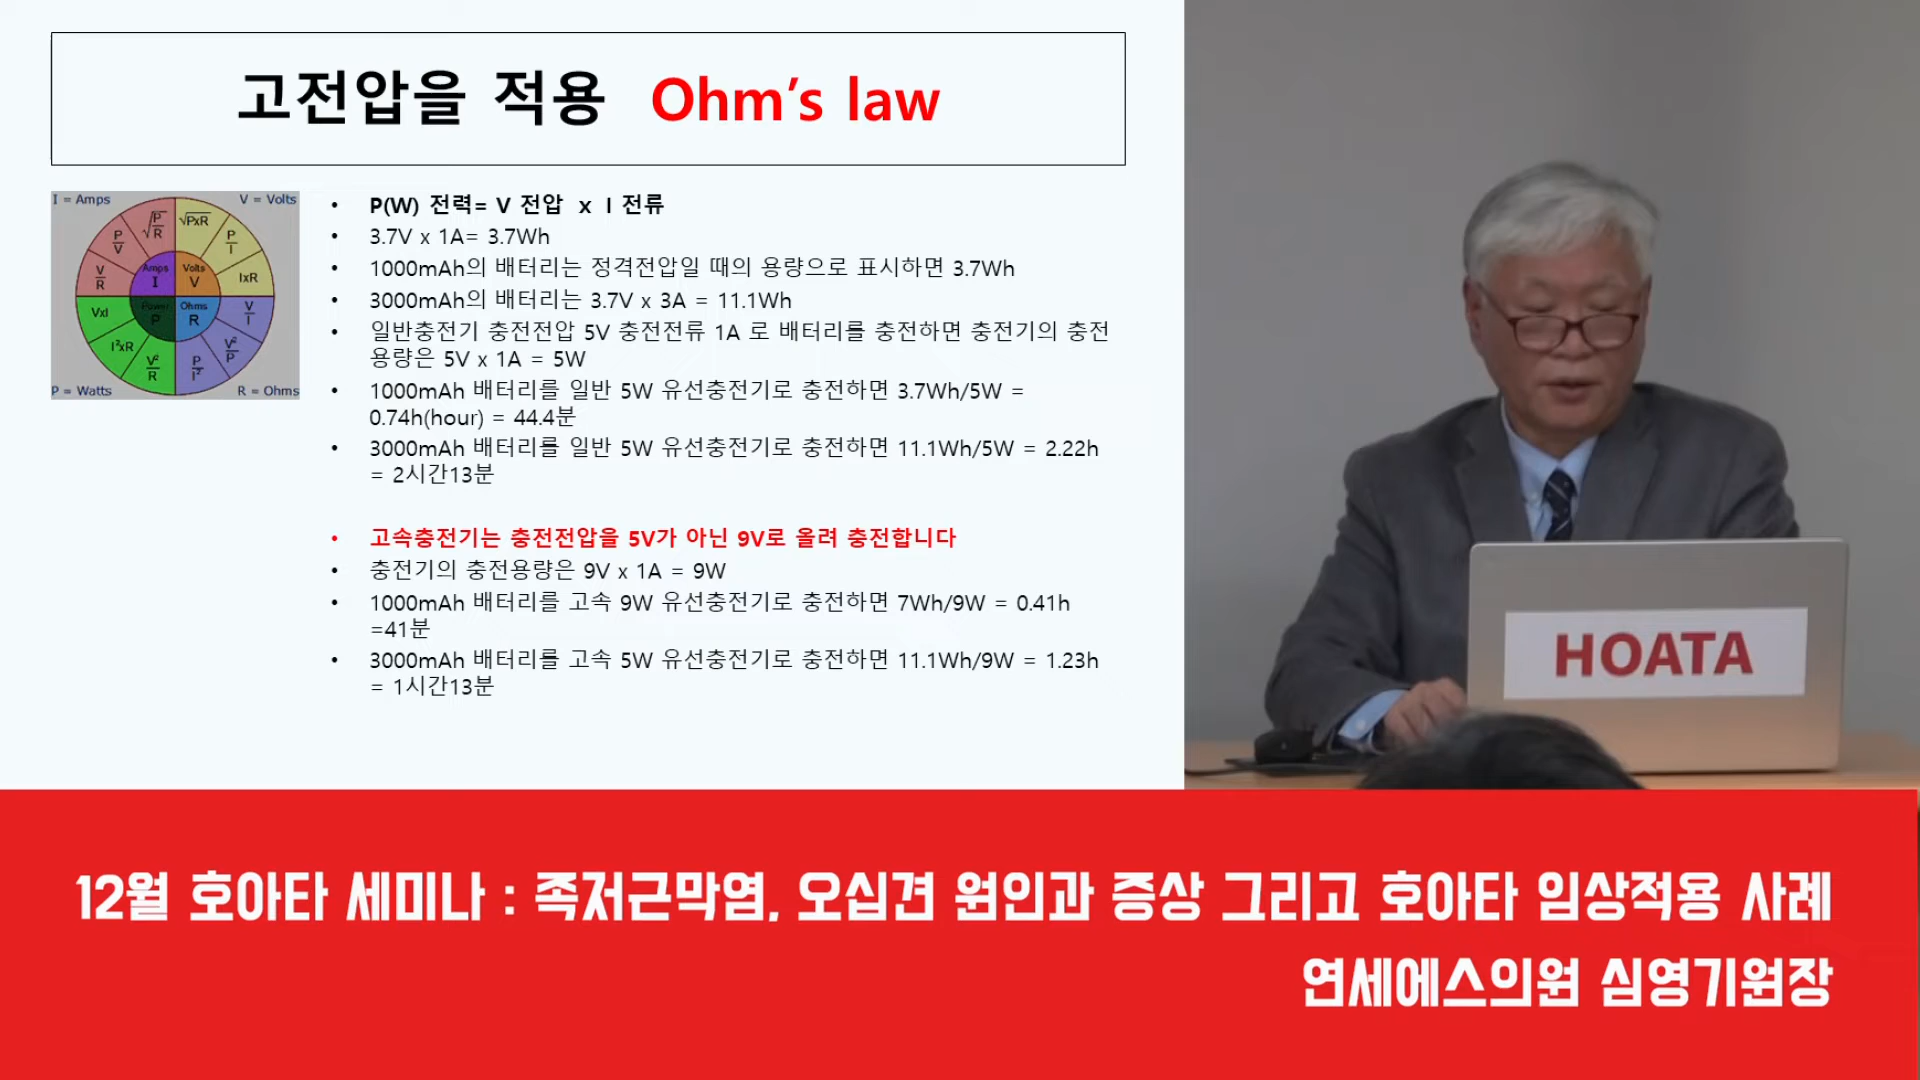 고전압을 적용 Ohm's law
I = Amps
V = Volts
√P/R
√PxR
P/V
P/I
V/R
IxR
Amps
I
Volts
V
Power
P
Ohms
R
VxI
V/I
I²xR
V²/P
V²/R
P/I²
P = Watts
R = Ohms
• P(W) 전력= V 전압 x I 전류
• 3.7V x 1A= 3.7Wh
• 1000mAh의 배터리는 정격전압일 때의 용량으로 표시하면 3.7Wh
• 3000mAh의 배터리는 3.7V x 3A = 11.1Wh
• 일반충전기 충전전압 5V 충전전류 1A 로 배터리를 충전하면 충전기의 충전
용량은 5V x 1A = 5W
• 1000mAh 배터리를 일반 5W 유선충전기로 충전하면 3.7Wh/5W =
0.74h(hour) = 44.4분
• 3000mAh 배터리를 일반 5W 유선충전기로 충전하면 11.1Wh/5W = 2.22h
= 2시간13분
• 고속충전기는 충전전압을 5V가 아닌 9V로 올려 충전합니다
• 충전기의 충전용량은 9V x 1A = 9W
• 1000mAh 배터리를 고속 9W 유선충전기로 충전하면 7Wh/9W = 0.41h
=41분
• 3000mAh 배터리를 고속 5W 유선충전기로 충전하면 11.1Wh/9W = 1.23h
= 1시간13분
HOATA
12월 호아타 세미나 : 족저근막염, 오십견 원인과 증상 그리고 호아타 임상적용 사례
연세에스의원 심영기원장